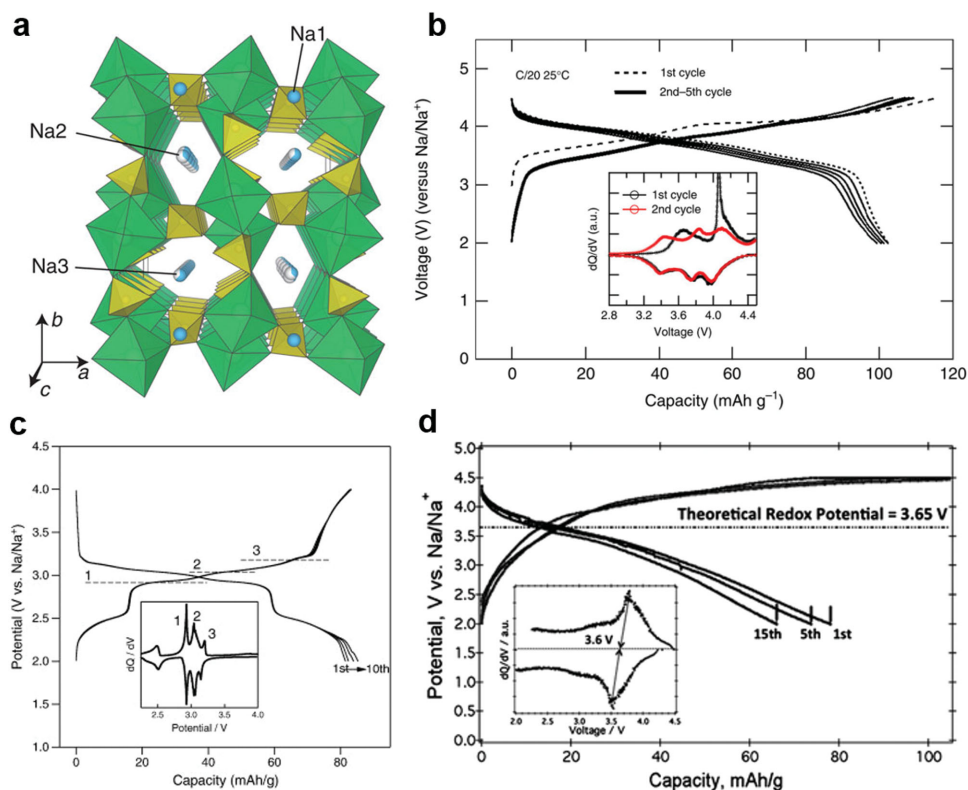 a
Na1
Na2
Na3
b
a
c
b
C/20 25°C
1st cycle
2nd–5th cycle
Voltage (V) (versus Na/Na⁺)
5
4
3
2
1
0
0 20 40 60 80 100 120
Capacity (mAh g⁻¹)
1st cycle
2nd cycle
dQ/dV (a.u.)
2.8 3.2 3.6 4.0 4.4
Voltage (V)
c
Potential (V vs. Na/Na⁺)
4.5
4.0
3.5
3.0
2.5
2.0
1.5
1.0
0 20 40 60 80
Capacity (mAh/g)
1
2
3
1st→10th
dQ / dV
1
2
3
2.5 3.0 3.5 4.0
Potential / V
d
Potential, V vs. Na/Na⁺
5.0
4.5
4.0
3.5
3.0
2.5
2.0
1.5
1.0
0.5
0.0
0 20 40 60 80 100
Capacity, mAh/g
Theoretical Redox Potential = 3.65 V
15th 5th 1st
dQ/dV / a.u.
3.6 V
2.0 2.5 3.0 3.5 4.0 4.5
Voltage / V